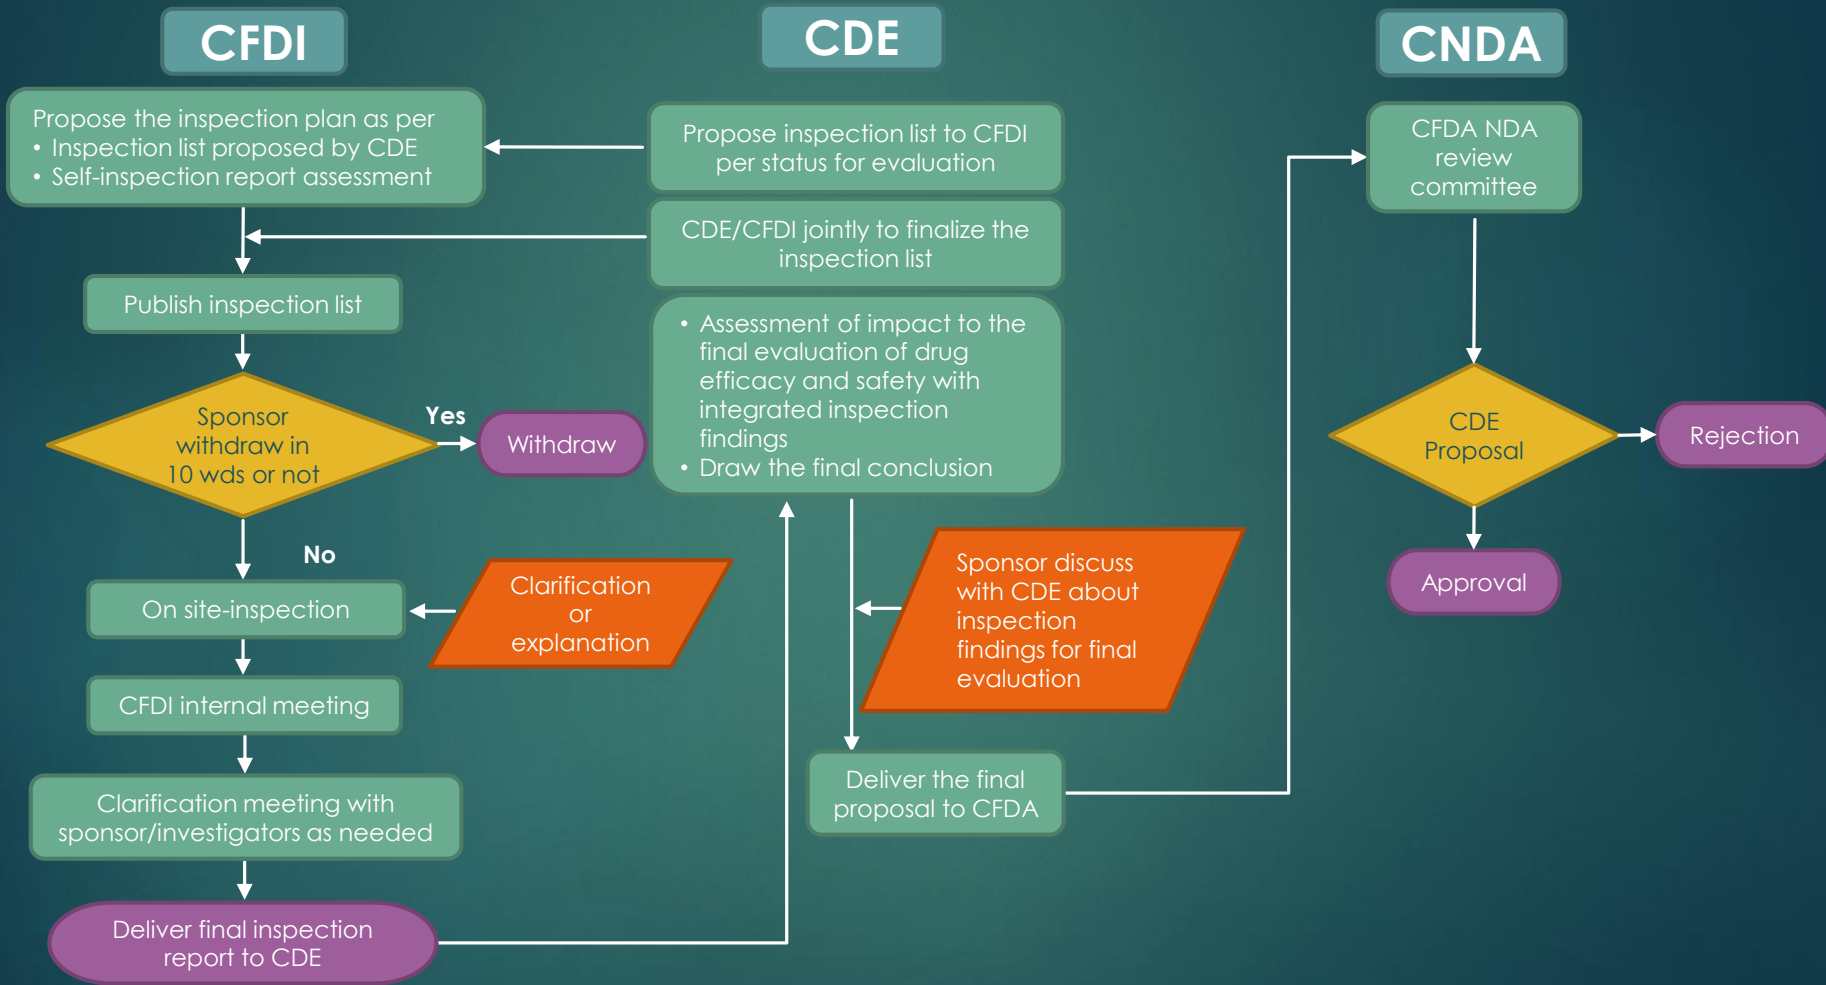 CFDI
Propose the inspection plan as per
• Inspection list proposed by CDE
• Self-inspection report assessment
Publish inspection list
Sponsor
withdraw in
10 wds or not
Yes
Withdraw
No
On site-inspection
Clarification
or
explanation
CFDI internal meeting
Clarification meeting with
sponsor/investigators as needed
Deliver final inspection
report to CDE
CDE
Propose inspection list to CFDI
per status for evaluation
CDE/CFDI jointly to finalize the
inspection list
• Assessment of impact to the
final evaluation of drug
efficacy and safety with
integrated inspection
findings
• Draw the final conclusion
Sponsor discuss
with CDE about
inspection
findings for final
evaluation
Deliver the final
proposal to CFDA
CNDA
CFDA NDA
review
committee
CDE
Proposal
Rejection
Approval